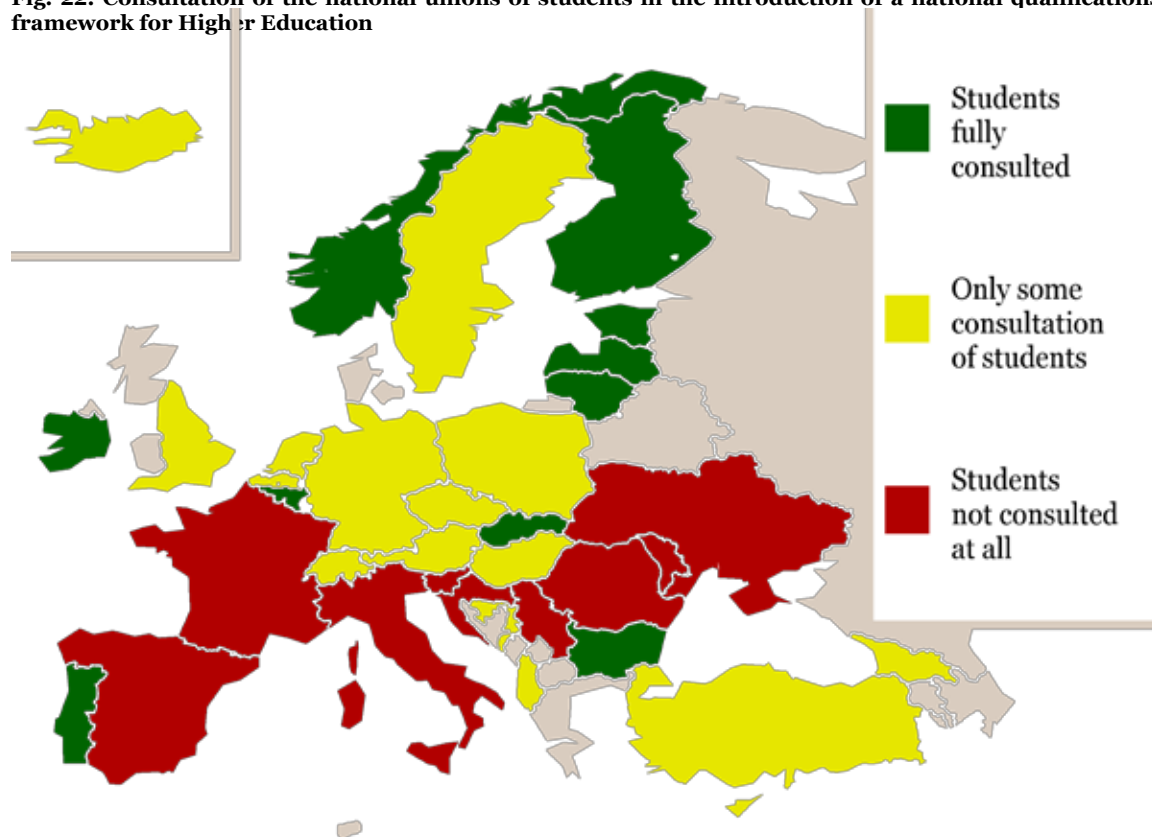 Fig. 22: Consultation of the national unions of students in the introduction of a national qualifications
framework for Higher Education
Students
fully
consulted
Only some
consultation
of students
Students
not consulted
at all